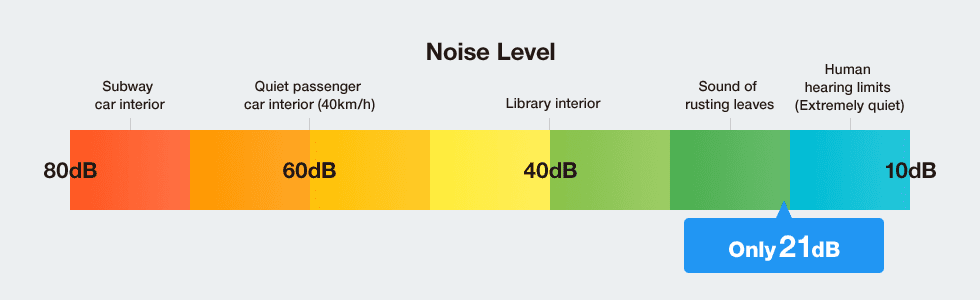 Noise Level
Subway
car interior
Quiet passenger
car interior (40km/h)
Library interior
Sound of
rusting leaves
Human
hearing limits
(Extremely quiet)
80dB
60dB
40dB
10dB
Only 21dB